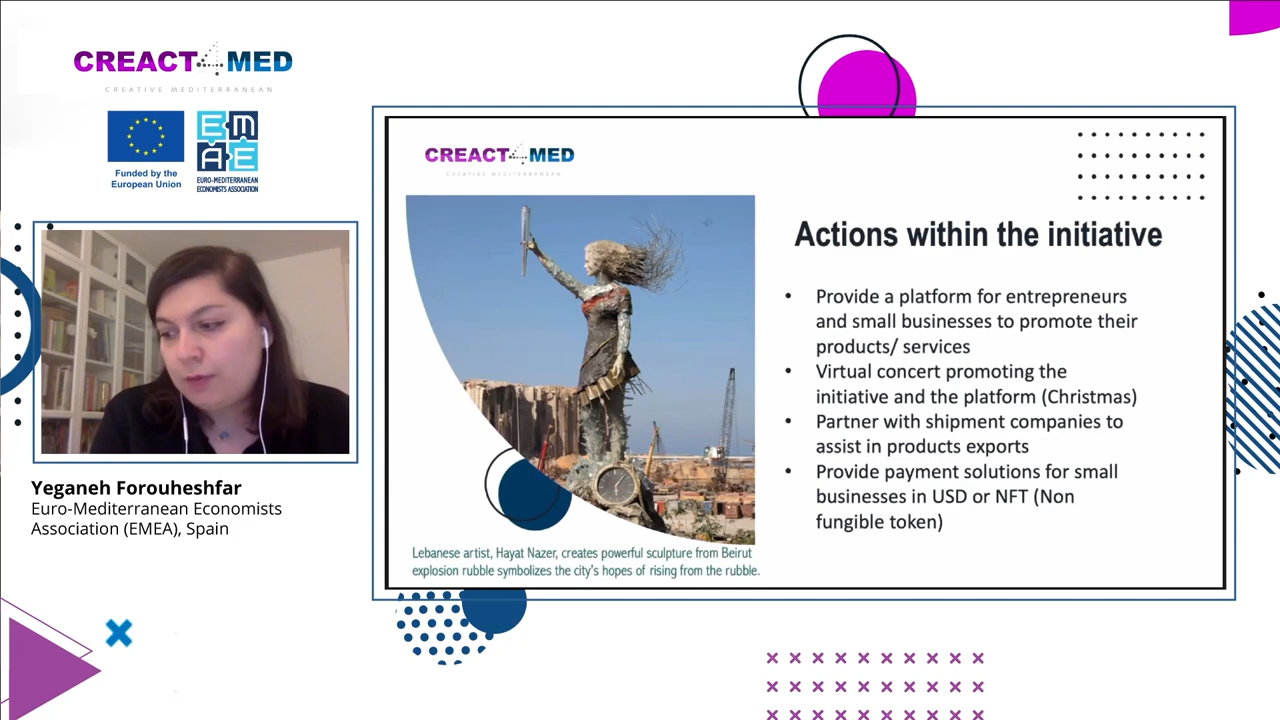 CREACT4MED
CREATIVE MEDITERRANEAN
Funded by the
European Union
EMAE
EURO-MEDITERRANEAN
ECONOMISTS ASSOCIATION
Yeganeh Forouheshfar
Euro-Mediterranean Economists
Association (EMEA), Spain
CREACT4MED
CREATIVE MEDITERRANEAN
Actions within the initiative
• Provide a platform for entrepreneurs
and small businesses to promote their
products/ services
• Virtual concert promoting the
initiative and the platform (Christmas)
• Partner with shipment companies to
assist in products exports
• Provide payment solutions for small
businesses in USD or NFT (Non
fungible token)
Lebanese artist, Hayat Nazer, creates powerful sculpture from Beirut
explosion rubble symbolizes the city's hopes of rising from the rubble.